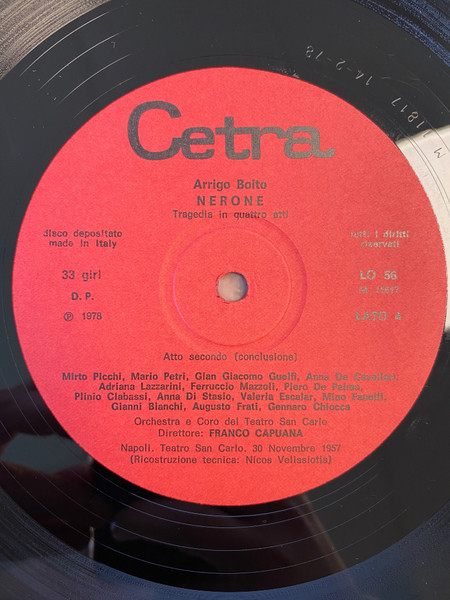 Cetra
Arrigo Boito
NERONE
Tragedia in quattro atti
disco depositato
made in Italy
tutti i diritti
riservati
33 giri
LO 56
D. P.
℗ 1978
LATO 4
Atto secondo (conclusione)
Mirto Picchi, Mario Petri, Gian Giacomo Guelfi, Anna De Cavalieri,
Adriana Lazzarini, Ferruccio Mazzoli, Piero De Palma,
Plinio Clabassi, Anna Di Stasio, Valeria Escalar, Mino
Gianni Bianchi, Augusto Frati, Gennaro Chiocca
Orchestra e Coro del Teatro San Carlo
Direttore: FRANCO CAPUANA
Napoli. Teatro San Carlo. 30 Novembre 1957
(Ricostruzione tecnica: Nicos Velissiotis)
14-2-78